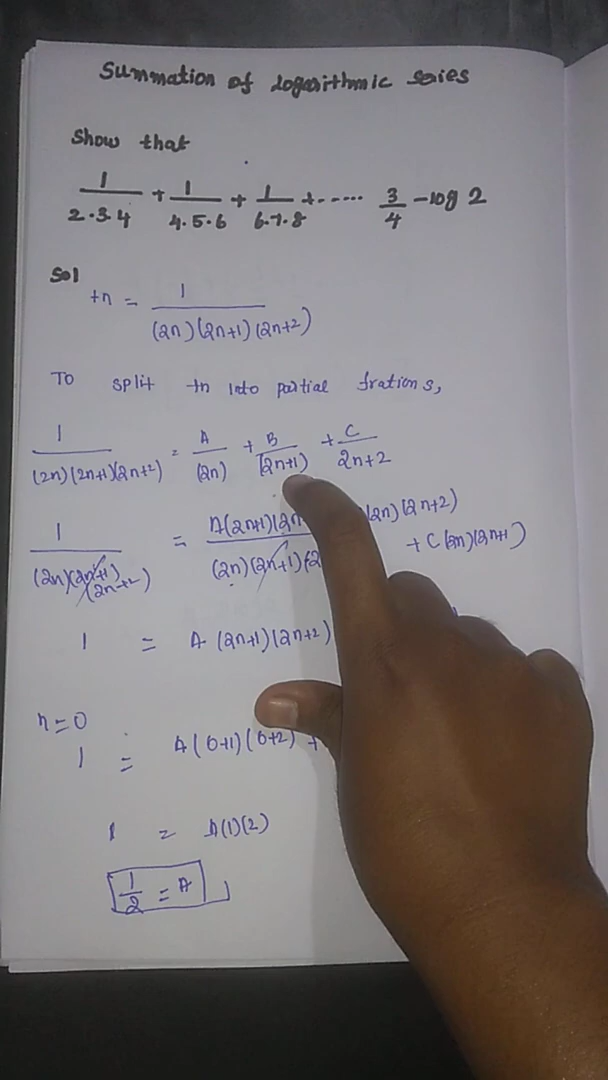 Summation of Logarithmic series
Show that
1/2.3.4 + 1/4.5.6 + 1/6.7.8 +..... 3/4 -log 2
Sol
tn = 1/(2n)(2n+1)(2n+2)
To split tn into partial frations,
1/(2n)(2n+1)(2n+2) = A/(2n) + B/(2n+1) + C/2n+2
1/(2n)(2n+1)(2n+2) = A(2n+1)(2n (2n)(2n+2) + C(2n)(2n+1)/(2n)(2n+1)(2
1 = A (2n+1)(2n+2)
n=0
1 = A(0+1)(0+2) +
1 = A(1)(2)
1/2 = A